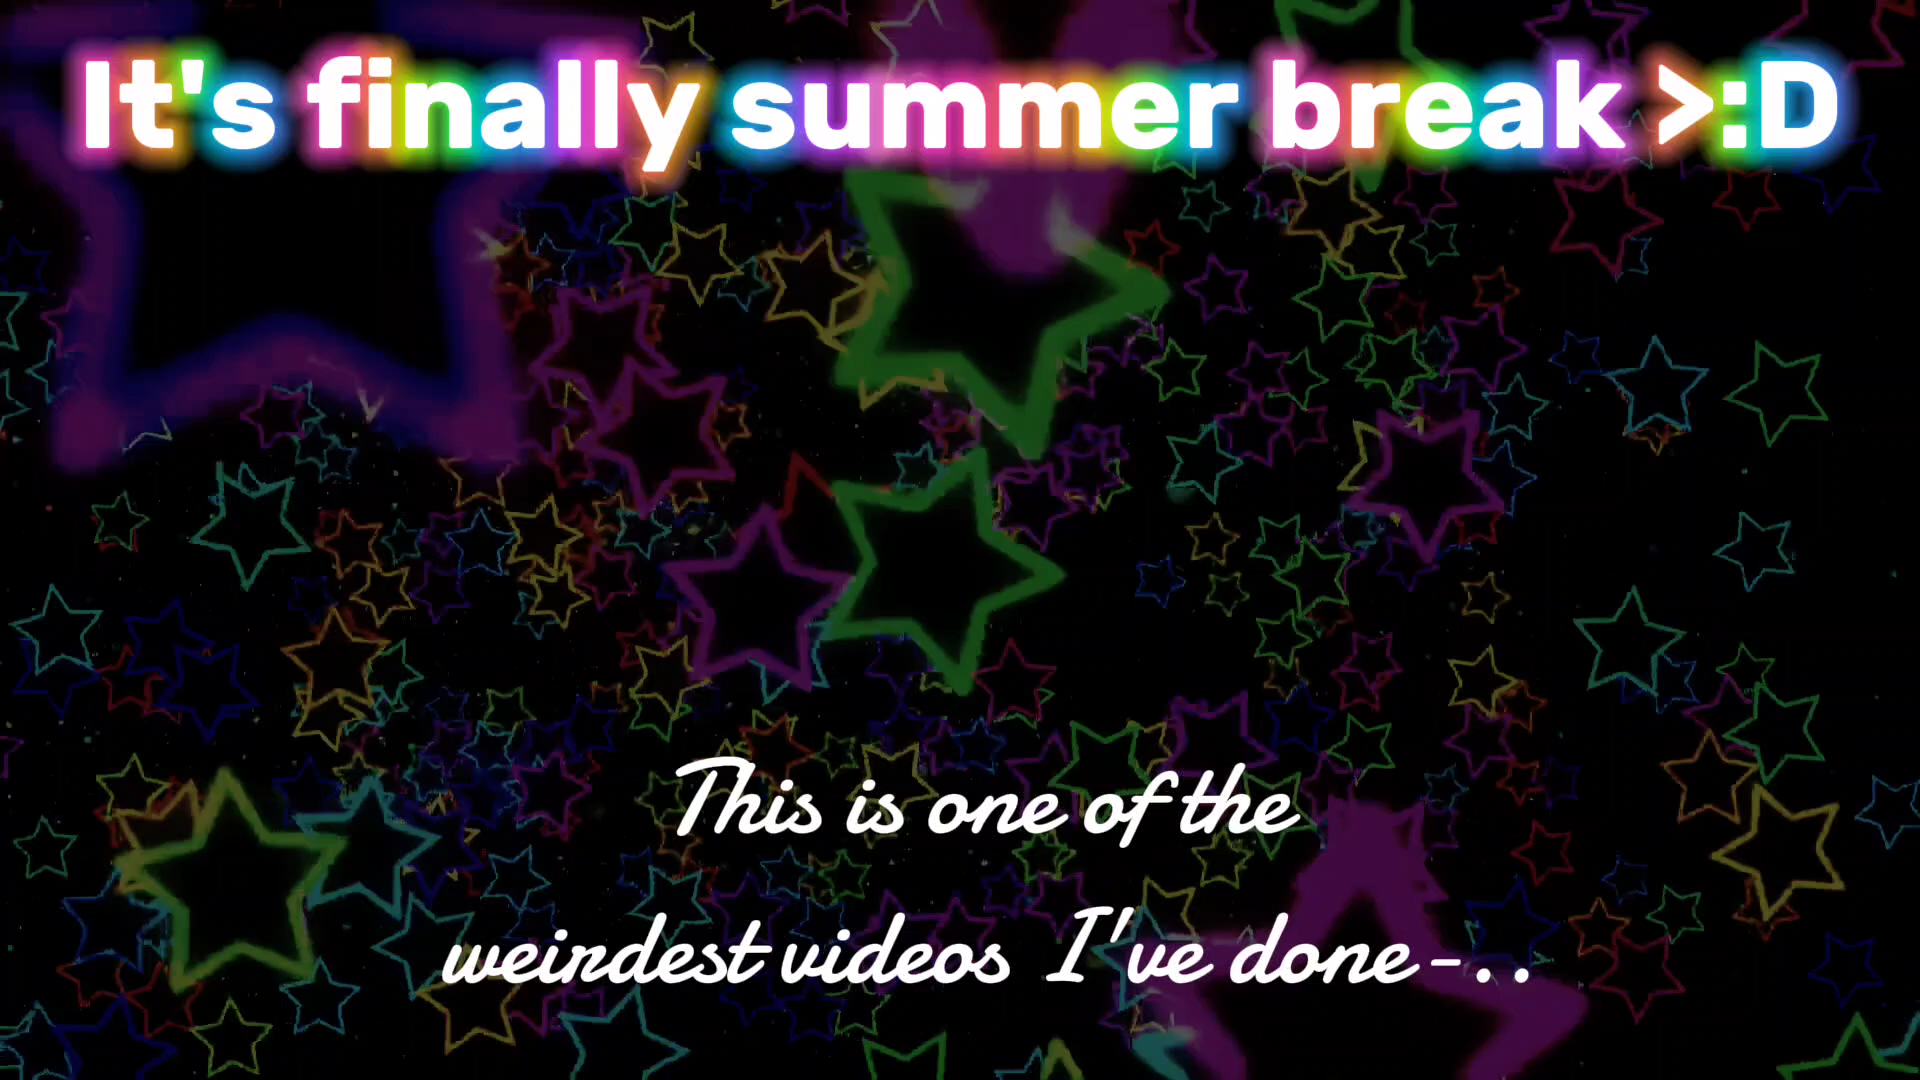 It's finally summer break >:D
This is one of the
weirdest videos I've done-..